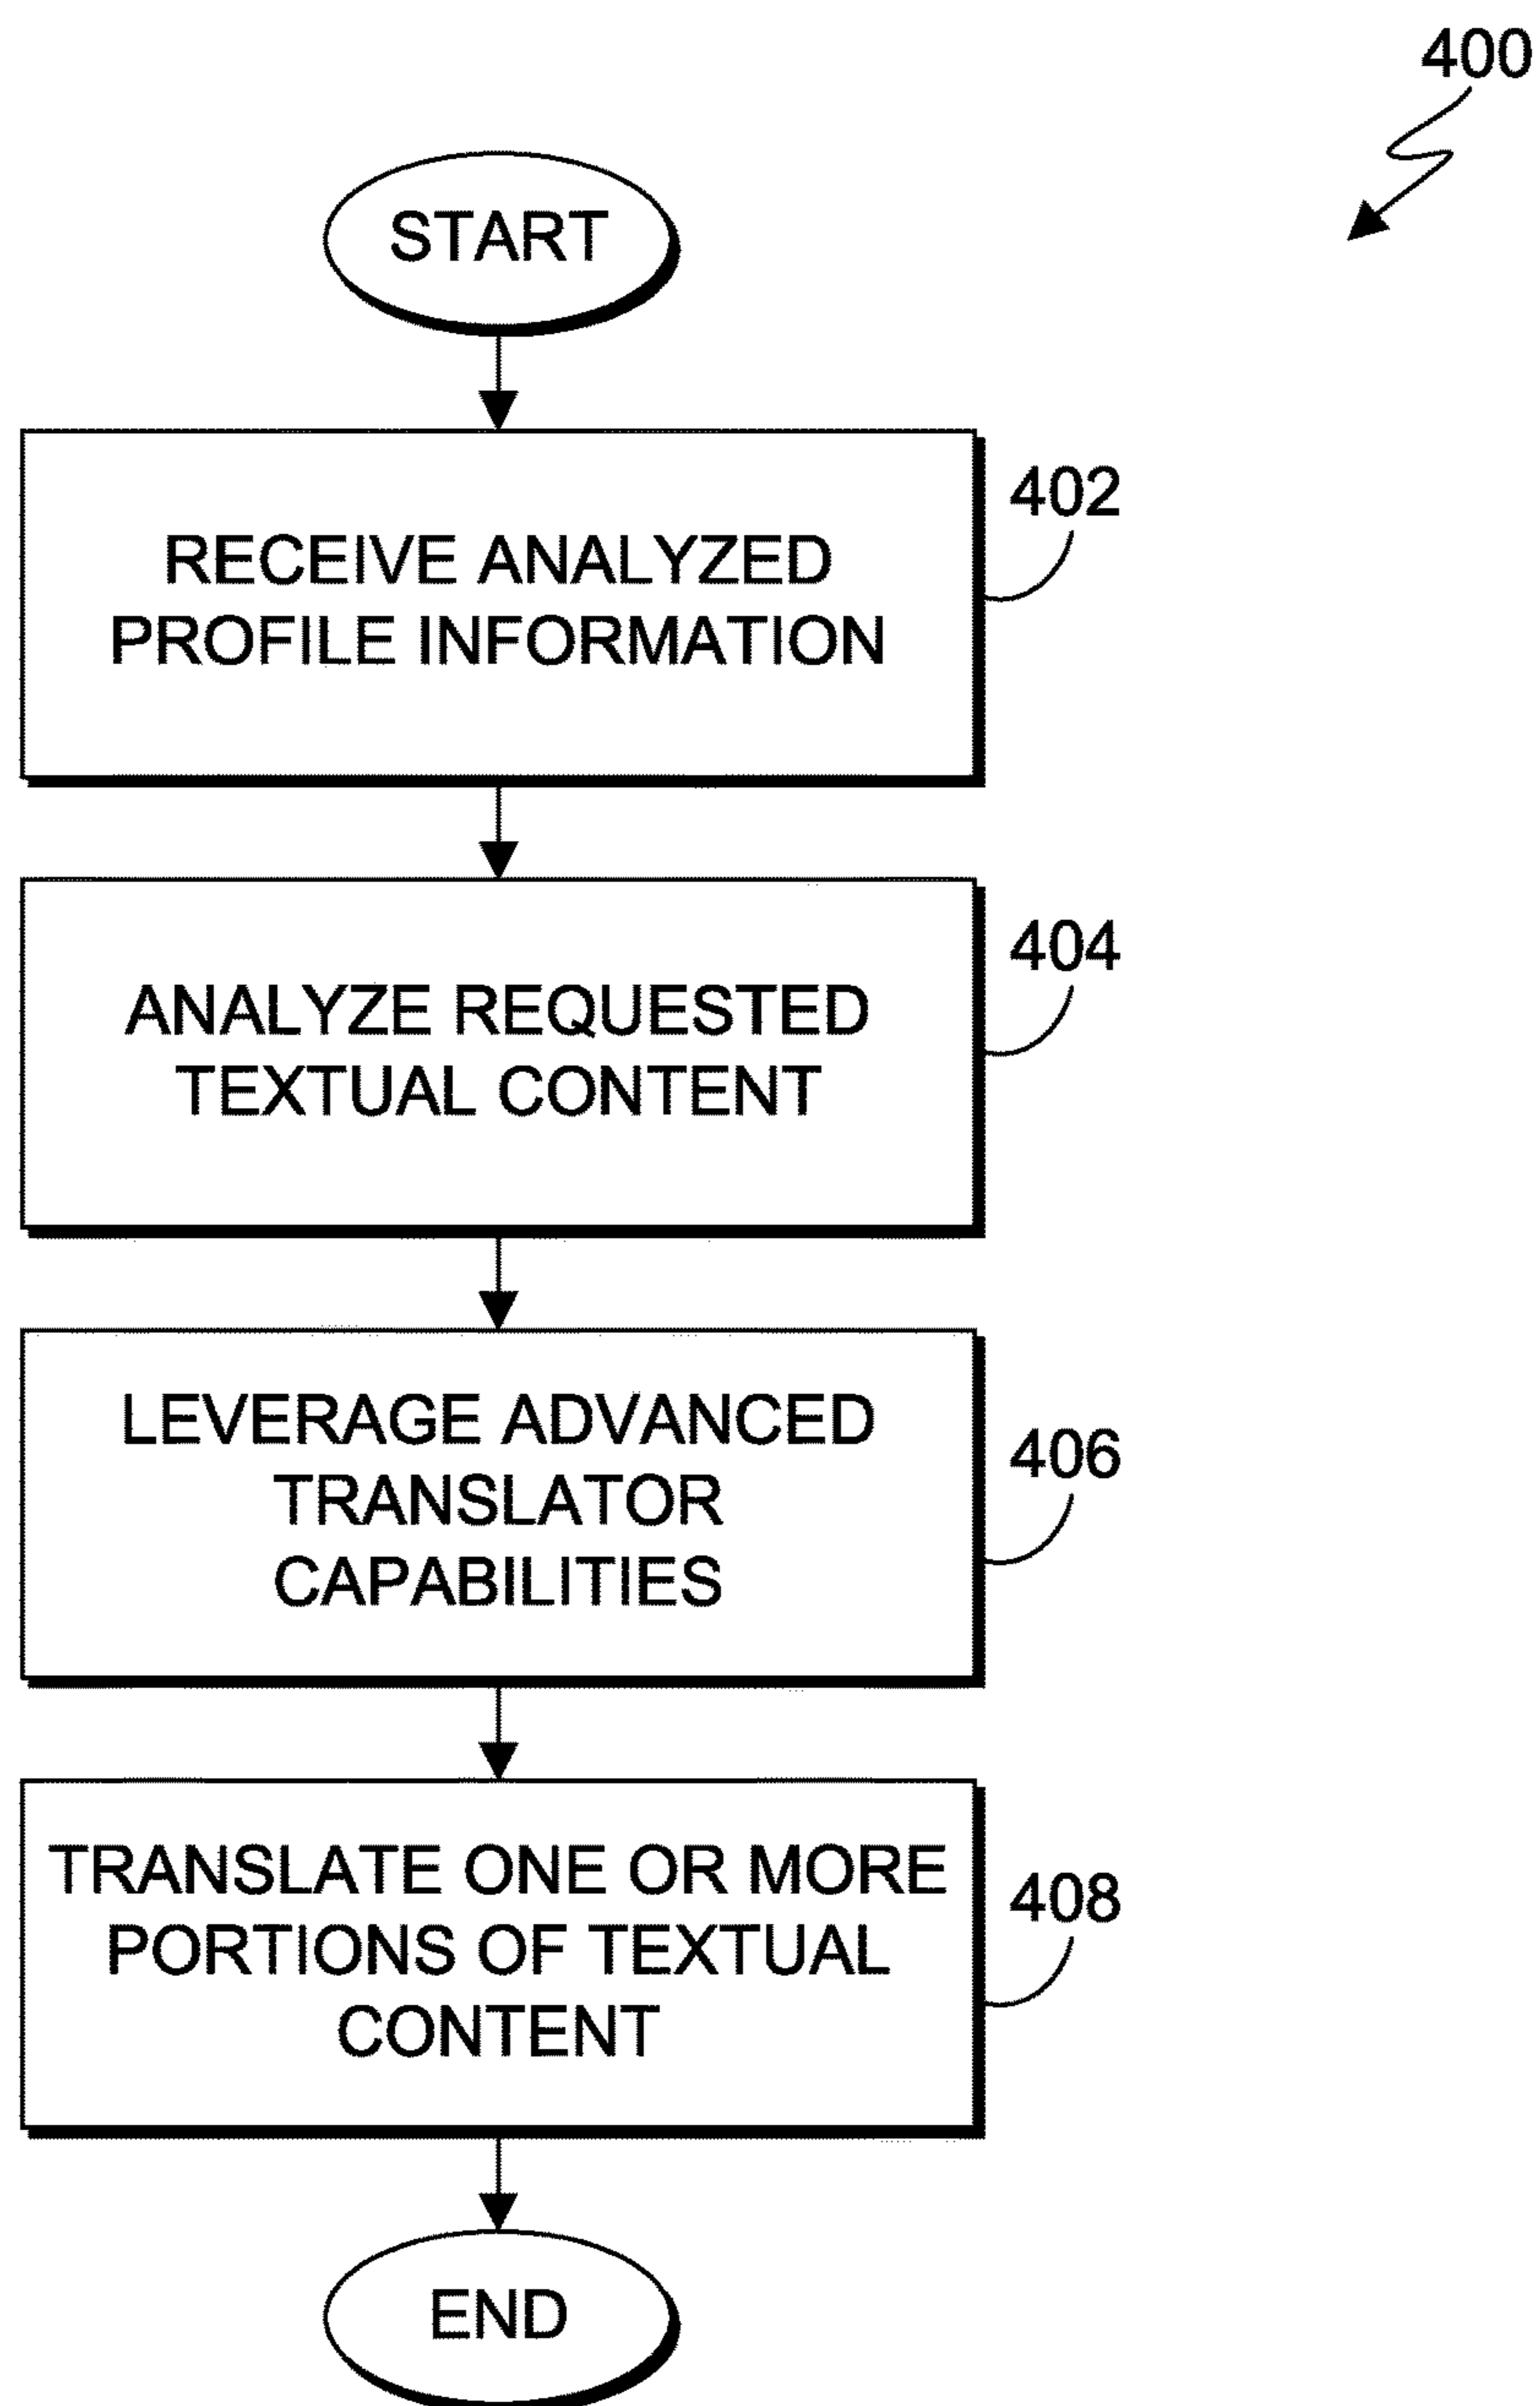 400
START
402
RECEIVE ANALYZED
PROFILE INFORMATION
404
ANALYZE REQUESTED
TEXTUAL CONTENT
406
LEVERAGE ADVANCED
TRANSLATOR
CAPABILITIES
408
TRANSLATE ONE OR MORE
PORTIONS OF TEXTUAL
CONTENT
END